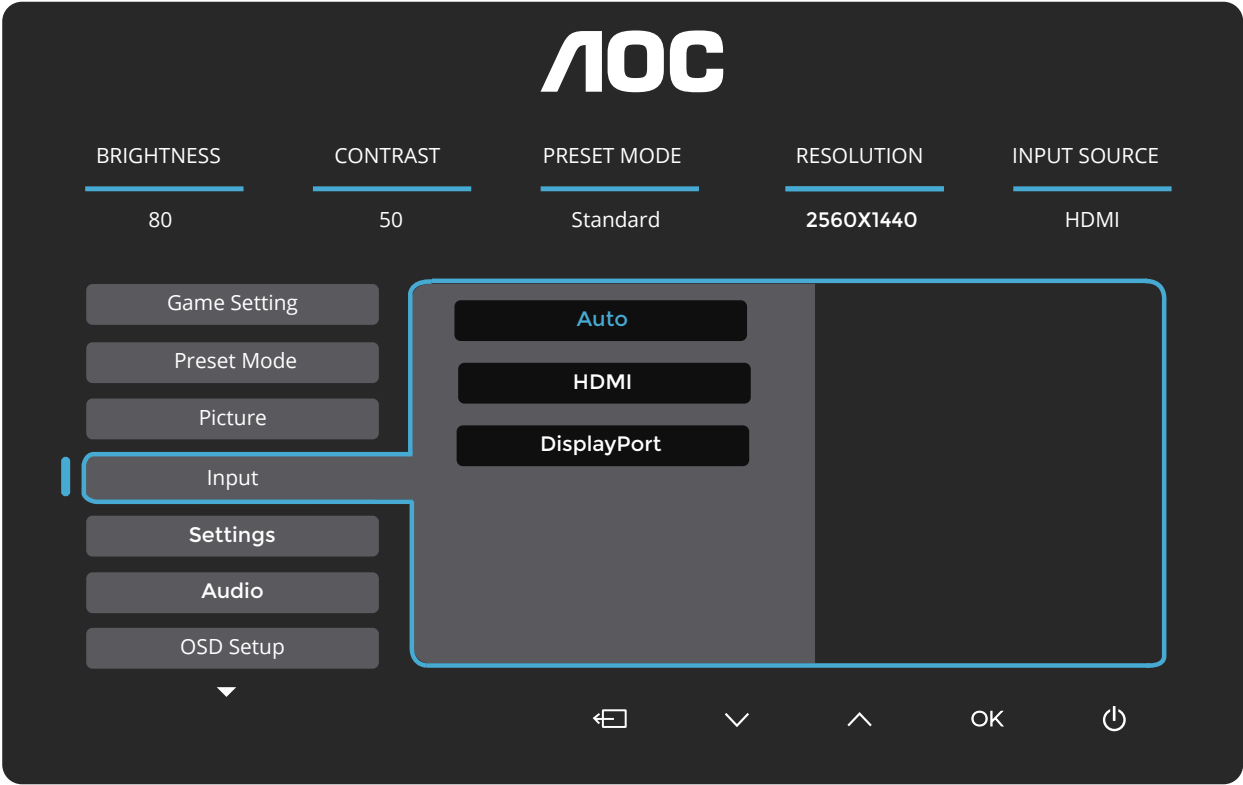 AOC
BRIGHTNESS CONTRAST PRESET MODE RESOLUTION INPUT SOURCE
80 50 Standard 2560X1440 HDMI
Game Setting
Auto
Preset Mode
HDMI
Picture
DisplayPort
Input
Settings
Audio
OSD Setup
OK